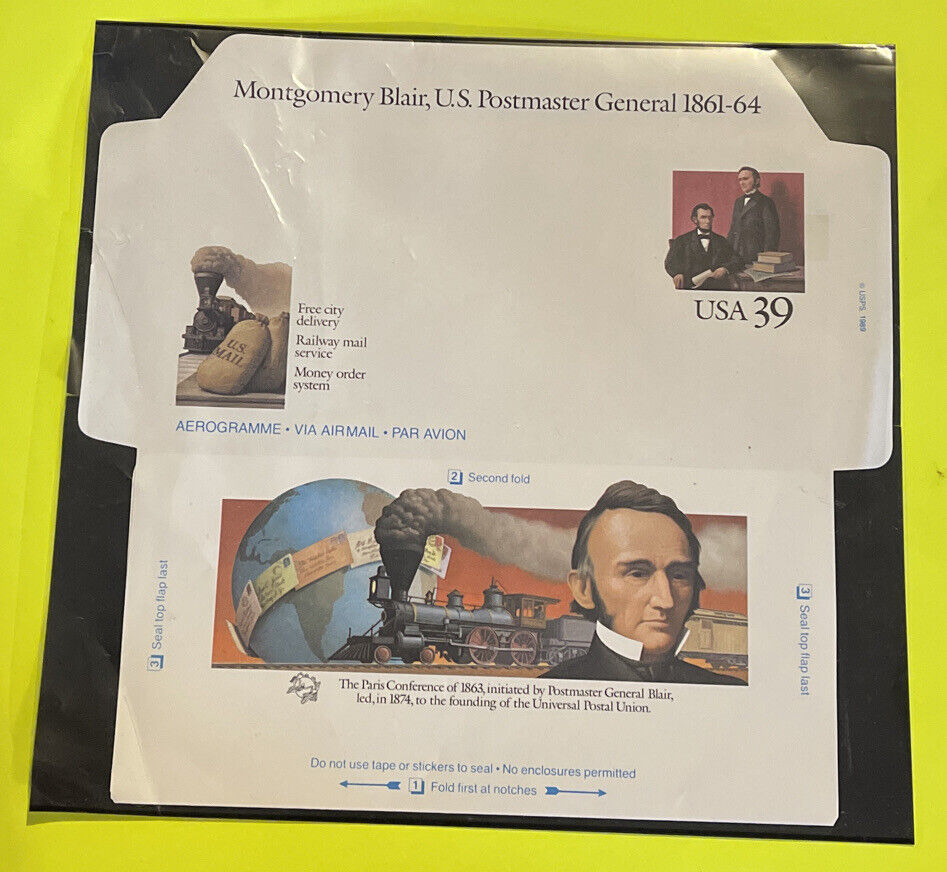 Montgomery Blair, U.S. Postmaster General 1861-64
USA 39
© USPS, 1989
U.S.
MAIL
Free city
delivery
Railway mail
service
Money order
system
AEROGRAMME • VIA AIRMAIL • PAR AVION
2 Second fold
3 Seal top flap last
3 Seal top flap last
The Paris Conference of 1863, initiated by Postmaster General Blair,
led, in 1874, to the founding of the Universal Postal Union.
Do not use tape or stickers to seal • No enclosures permitted
1 Fold first at notches